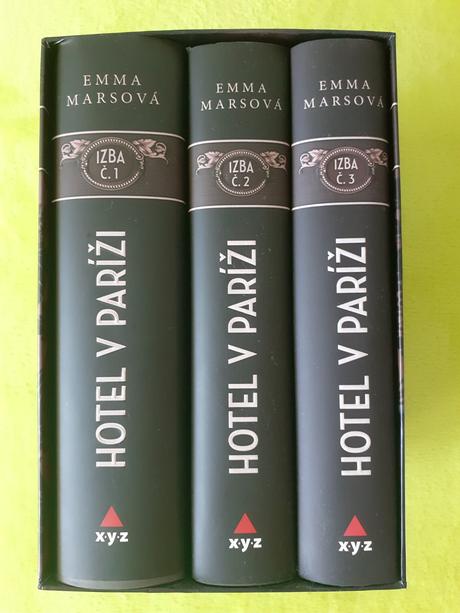 EMMA
MARSOVÁ
IZBA
Č. 1
HOTEL V PARÍŽI
x·y·z
EMMA
MARSOVÁ
IZBA
Č. 2
HOTEL V PARÍŽI
x·y·z
EMMA
MARSOVÁ
IZBA
Č. 3
HOTEL V PARÍŽI
x·y·z